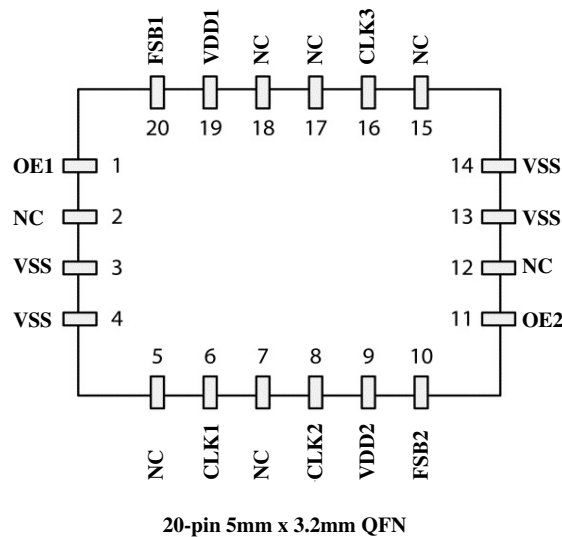 FSB1 VDD1 NC NC CLK3 NC
20 19 18 17 16 15
OE1 1 14 VSS
NC 2 13 VSS
VSS 3 12 NC
VSS 4 11 OE2
5 6 7 8 9 10
NC CLK1 NC CLK2 VDD2 FSB2
20-pin 5mm x 3.2mm QFN